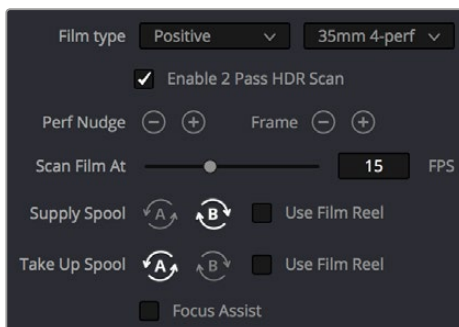 Film type Positive 35mm 4-perf
Enable 2 Pass HDR Scan
Perf Nudge Frame
Scan Film At 15 FPS
Supply Spool A B Use Film Reel
Take Up Spool A B Use Film Reel
Focus Assist